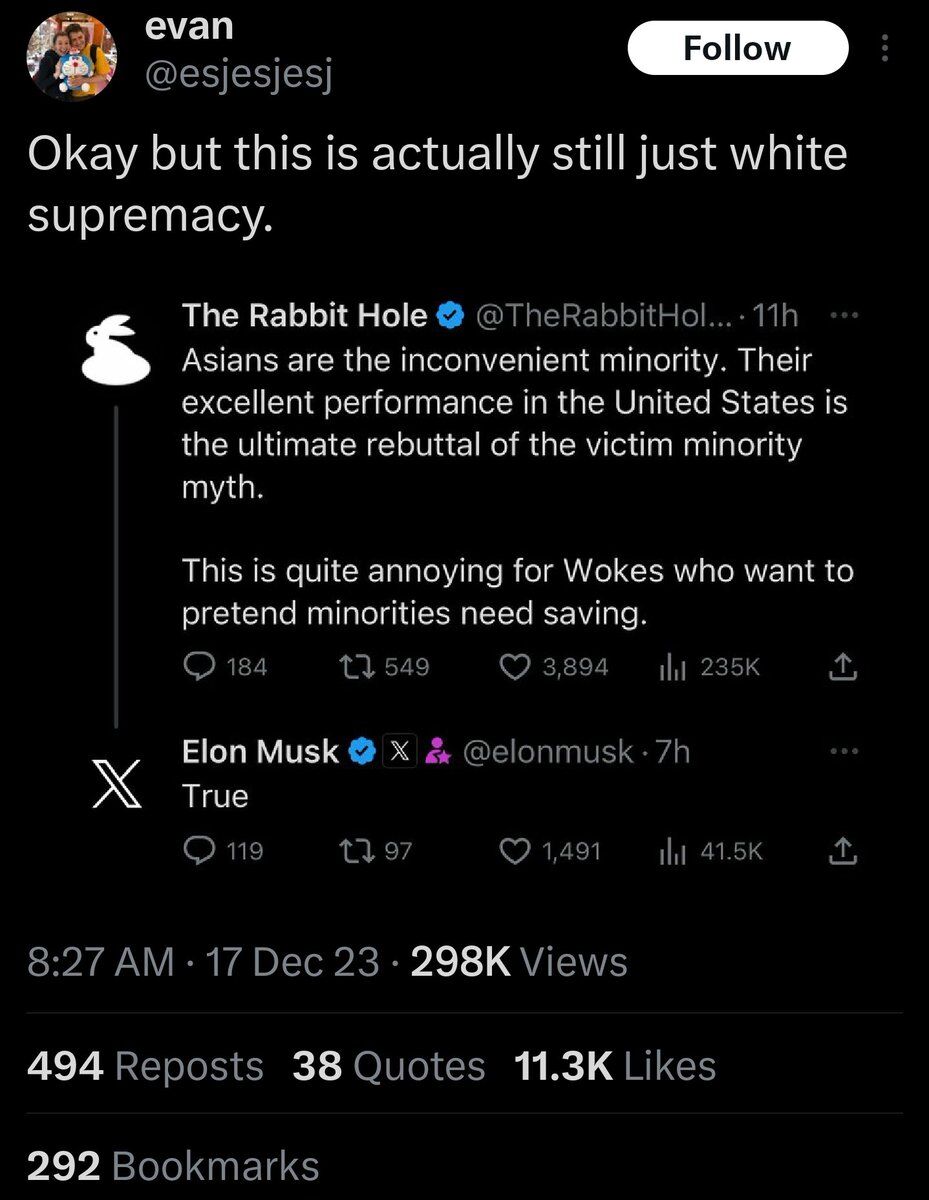 evan
@esjesjesj
Follow
Okay but this is actually still just white
supremacy.
The Rabbit Hole @TheRabbitHol... · 11h
Asians are the inconvenient minority. Their
excellent performance in the United States is
the ultimate rebuttal of the victim minority
myth.
This is quite annoying for Wokes who want to
pretend minorities need saving.
184 549 3,894 235K
Elon Musk X @elonmusk · 7h
True
119 97 1,491 41.5K
8:27 AM · 17 Dec 23 · 298K Views
494 Reposts 38 Quotes 11.3K Likes
292 Bookmarks